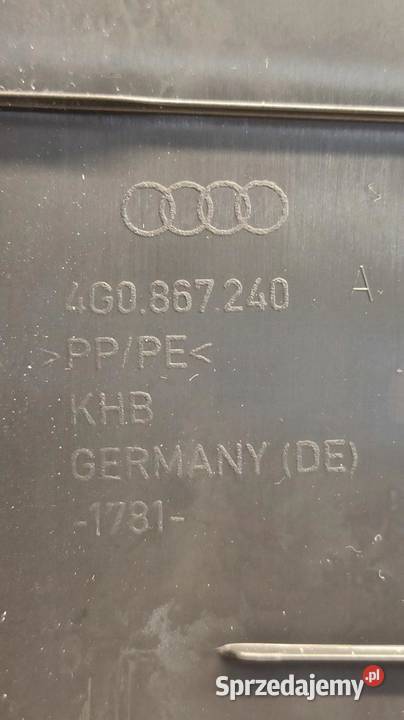 4G0.867.240 A
>PP/PE<
KHB
GERMANY (DE)
-1781-
Sprzedajemy.pl